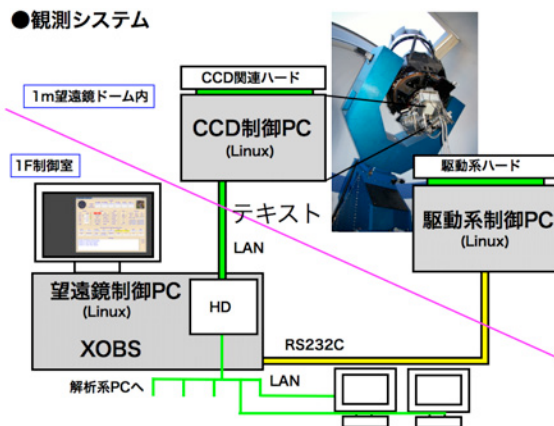 ●観測システム
CCD関連ハード
1m望遠鏡ドーム内
CCD制御PC
(Linux)
1F制御室
駆動系ハード
テキスト
駆動系制御PC
(Linux)
LAN
望遠鏡制御PC
(Linux)
HD
XOBS
RS232C
解析系PCへ
LAN